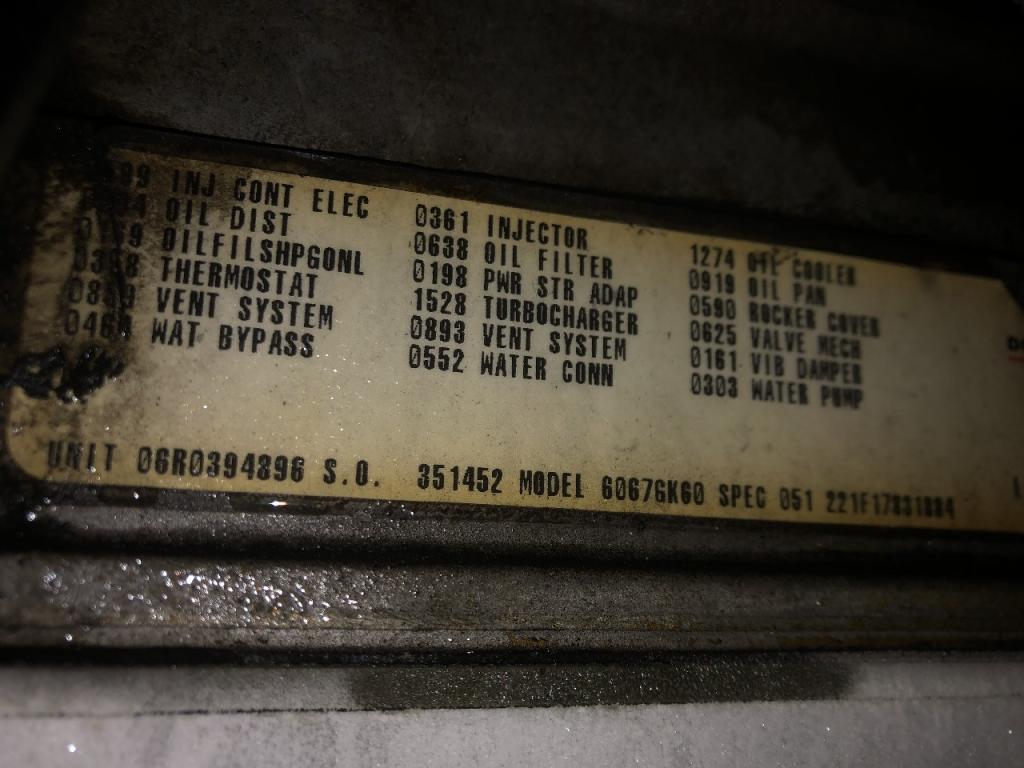 INJ CONT ELEC 0361 INJECTOR 1274 OIL COOLER
OIL DIST 0638 OIL FILTER 0919 OIL PAN
OILFILSHPGONL 0198 PWR STR ADAP 0590 ROCKER COVER
THERMOSTAT 1528 TURBOCHARGER 0625 VALVE MECH
VENT SYSTEM 0893 VENT SYSTEM 0161 VIB DAMPER
WAT BYPASS 0552 WATER CONN 0303 WATER PUMP
UNIT 06R0394896 S.O. 351452 MODEL 6067GK60 SPEC 051